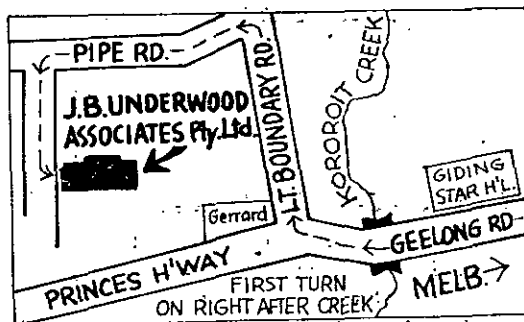 PIPE RD.
J.B. UNDERWOOD
ASSOCIATES Pty. Ltd.
LT. BOUNDARY RD.
KOROROIT CREEK
GIDING
STAR H'L.
Gerrard
GEELONG RD
PRINCES H'WAY
MELB.
FIRST TURN
ON RIGHT AFTER CREEK